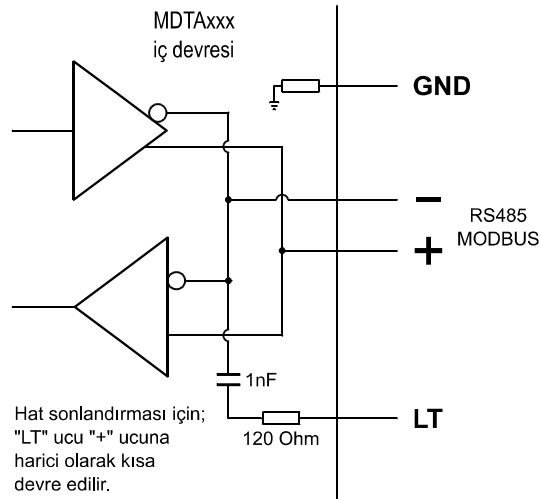 MDTAxxx
iç devresi
GND
−
RS485
MODBUS
+
1nF
120 Ohm
LT
Hat sonlandırması için;
"LT" ucu "+" ucuna
harici olarak kısa
devre edilir.